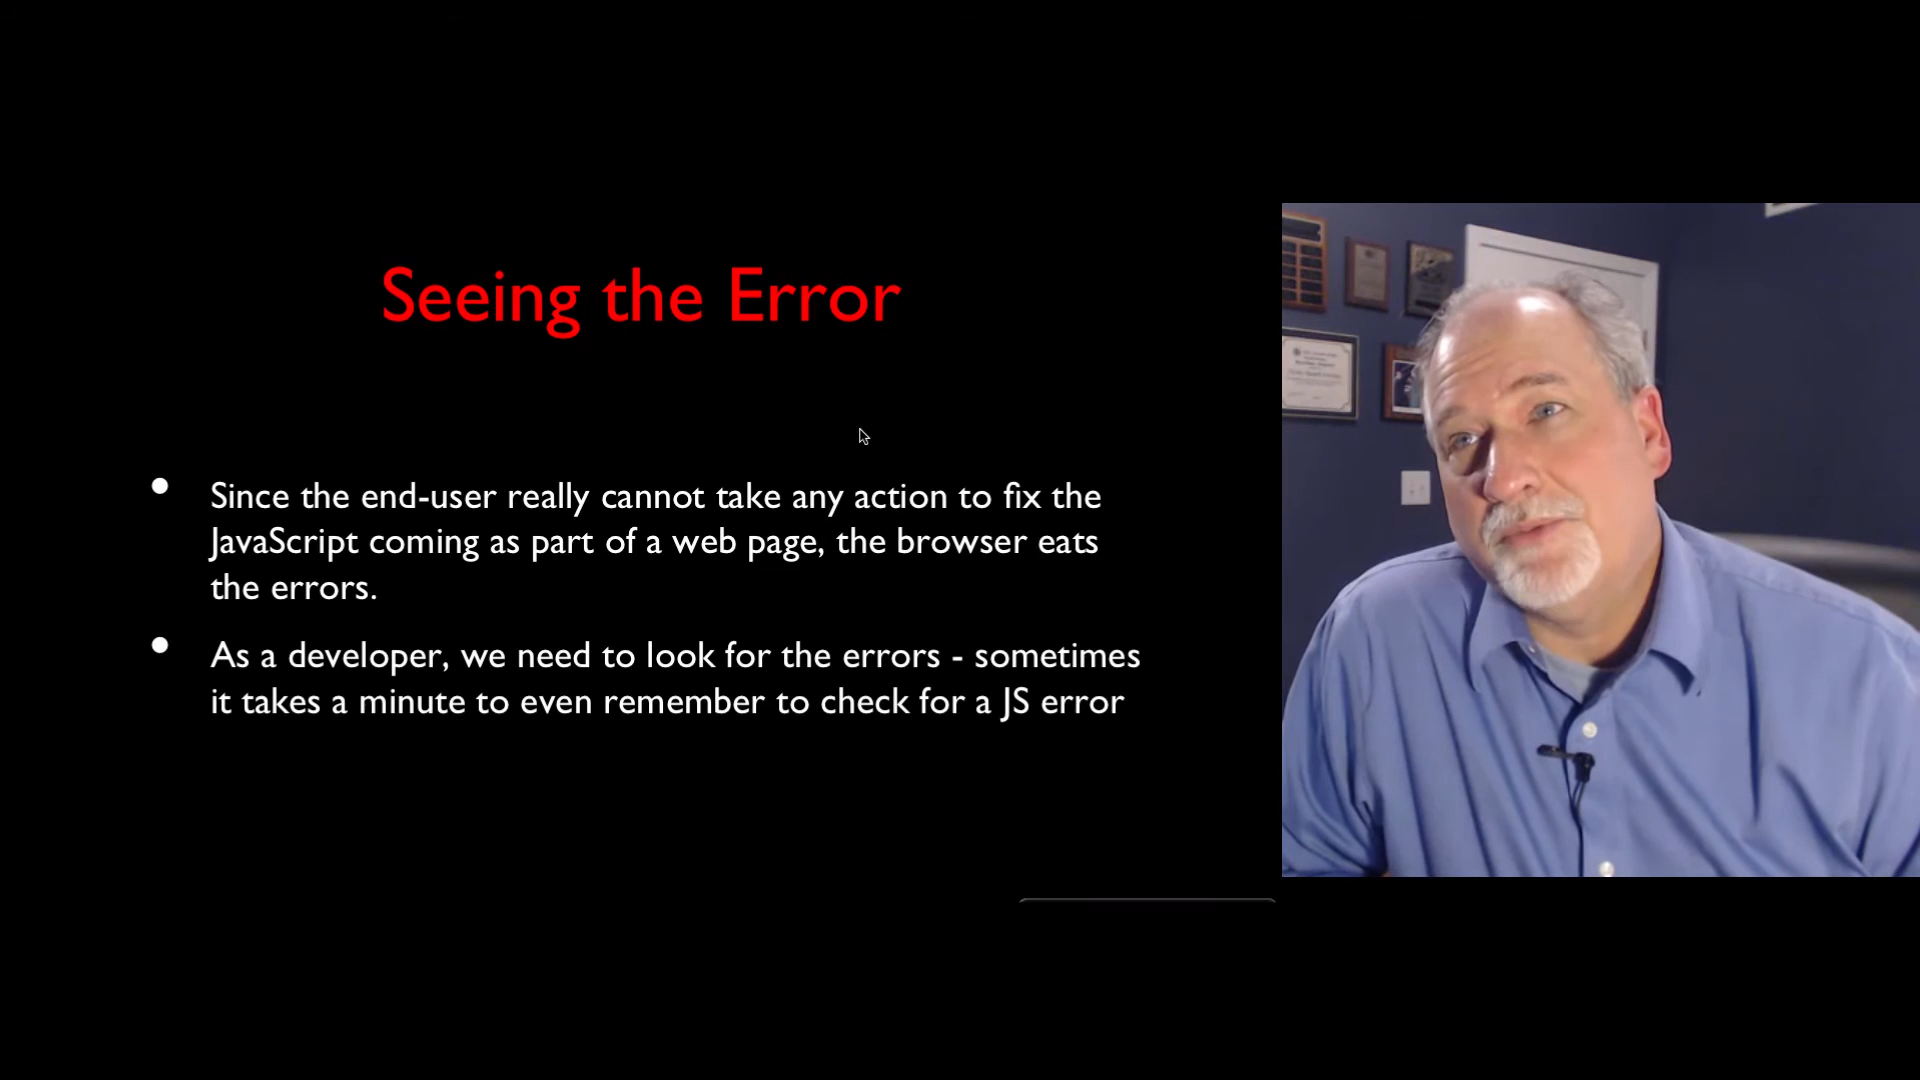 Seeing the Error
Since the end-user really cannot take any action to fix the
JavaScript coming as part of a web page, the browser eats
the errors.
As a developer, we need to look for the errors - sometimes
it takes a minute to even remember to check for a JS error